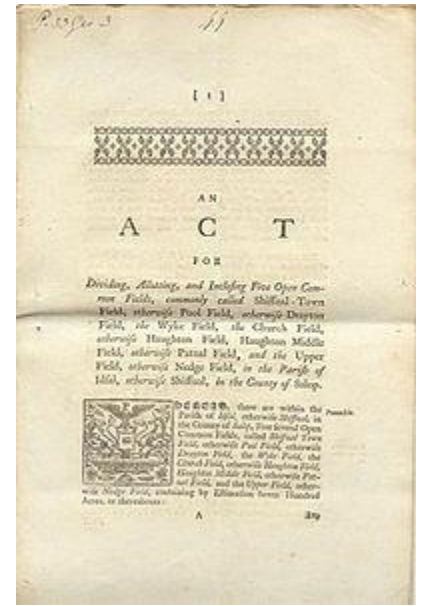 [ 1 ]
AN
A C T
FOR
Dividing, Allotting, and Inclosing Five Open Com-
mon Fields, commonly called Shiffnal-Town
Field, otherwise Pool Field, otherwise Drayton
Field, the Wyke Field, the Church Field,
otherwise Haughton Field, Haughton Middle
Field, otherwise Patnal Field, and the Upper
Field, otherwise Nedge Field, in the Parish of
Idsal, otherwise Shiffnal, in the County of Salop.
WHEREAS, there are within the
Parish of Idsal, otherwise Shiffnal, in
the County of Salop, Five several Open
Common Fields, called Shiffnal Town
Field, otherwise Pool Field, otherwise
Drayton Field, the Wyke Field, the
Church Field, otherwise Haughton Field,
Haughton Middle Field, otherwise Pat-
nal Field, and the Upper Field, other-
wise Nedge Field, containing by Estimation Seven Hundred
Acres, or thereabouts:
Preamble.
A